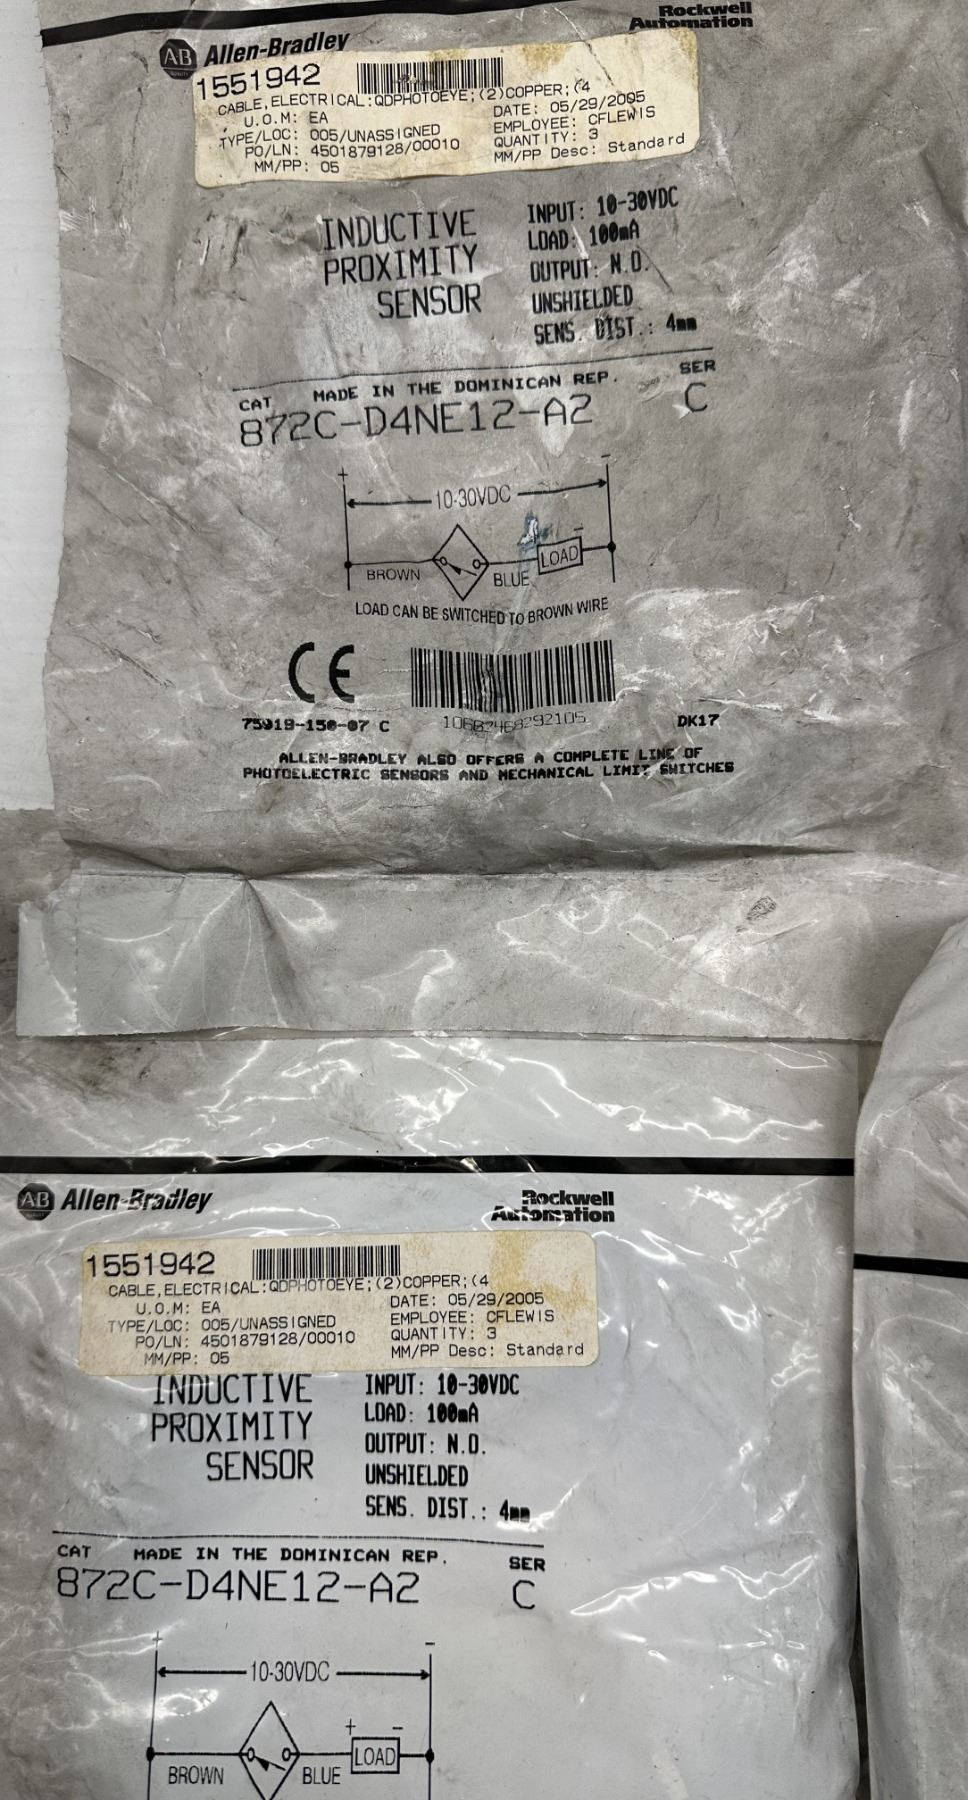 Rockwell
Automation
AB Allen-Bradley
QUALITY
1551942
CABLE,ELECTRICAL:QDPHOTOEYE;(2)COPPER;(4
U.O.M: EA
DATE: 05/29/2005
TYPE/LOC: 005/UNASSIGNED
EMPLOYEE: CFLEWIS
PO/LN: 4501879128/00010
QUANTITY: 3
MM/PP: 05
MM/PP Desc: Standard
INDUCTIVE
PROXIMITY
SENSOR
INPUT: 10-30VDC
LOAD: 100mA
OUTPUT: N.O.
UNSHIELDED
SENS. DIST.: 4mm
CAT MADE IN THE DOMINICAN REP. SER
872C-D4NE12-A2 C
+ -
10-30VDC
-
LOAD
BROWN BLUE
LOAD CAN BE SWITCHED TO BROWN WIRE
CE
75918-150-07 C DK17
ALLEN-BRADLEY ALSO OFFERS A COMPLETE LINE OF
PHOTOELECTRIC SENSORS AND MECHANICAL LIMIT SWITCHES
AB Allen-Bradley
Rockwell
Automation
1551942
CABLE,ELECTRICAL:QDPHOTOEYE;(2)COPPER;(4
U.O.M: EA
DATE: 05/29/2005
TYPE/LOC: 005/UNASSIGNED
EMPLOYEE: CFLEWIS
PO/LN: 4501879128/00010
QUANTITY: 3
MM/PP: 05
MM/PP Desc: Standard
INDUCTIVE
PROXIMITY
SENSOR
INPUT: 10-30VDC
LOAD: 100mA
OUTPUT: N.O.
UNSHIELDED
SENS. DIST.: 4mm
CAT MADE IN THE DOMINICAN REP. SER
872C-D4NE12-A2 C
+ -
10-30VDC
+ -
LOAD
BROWN BLUE